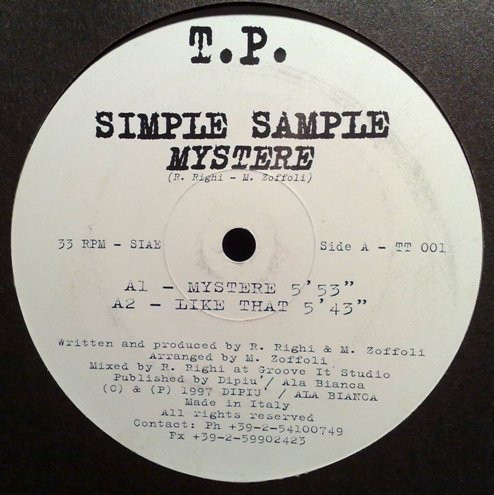 T.P.
SIMPLE SAMPLE
MYSTERE
(R. Righi - M. Zoffoli)
33 RPM - SIAE
Side A - TT 001
A1 - MYSTERE 5'53"
A2 - LIKE THAT 5'43"
Written and produced by R. Righi & M. Zoffoli
Arranged by M. Zoffoli
Mixed by R. Righi at Groove It Studio
Published by Dipiu'/ Ala Bianca
(C) & (P) 1997 DIPIU' / ALA BIANCA
Made in Italy
All rights reserved
Contact: Ph +39-2-54100749
Fx +39-2-59902423